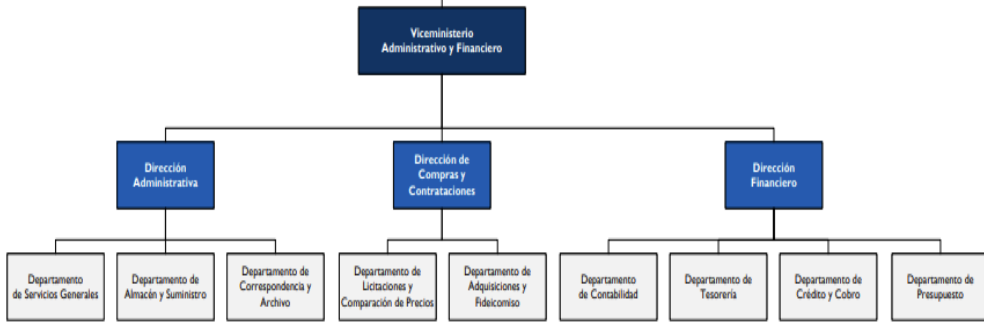 Viceministerio
Administrativo y Financiero
Dirección
Administrativa
Dirección de
Compras y
Contrataciones
Dirección
Financiero
Departamento
de Servicios Generales
Departamento de
Almacén y Suministro
Departamento de
Correspondencia y
Archivo
Departamento de
Licitaciones y
Comparación de Precios
Departamento de
Adquisiciones y
Fideicomiso
Departamento
de Contabilidad
Departamento de
Tesorería
Departamento de
Crédito y Cobro
Departamento de
Presupuesto